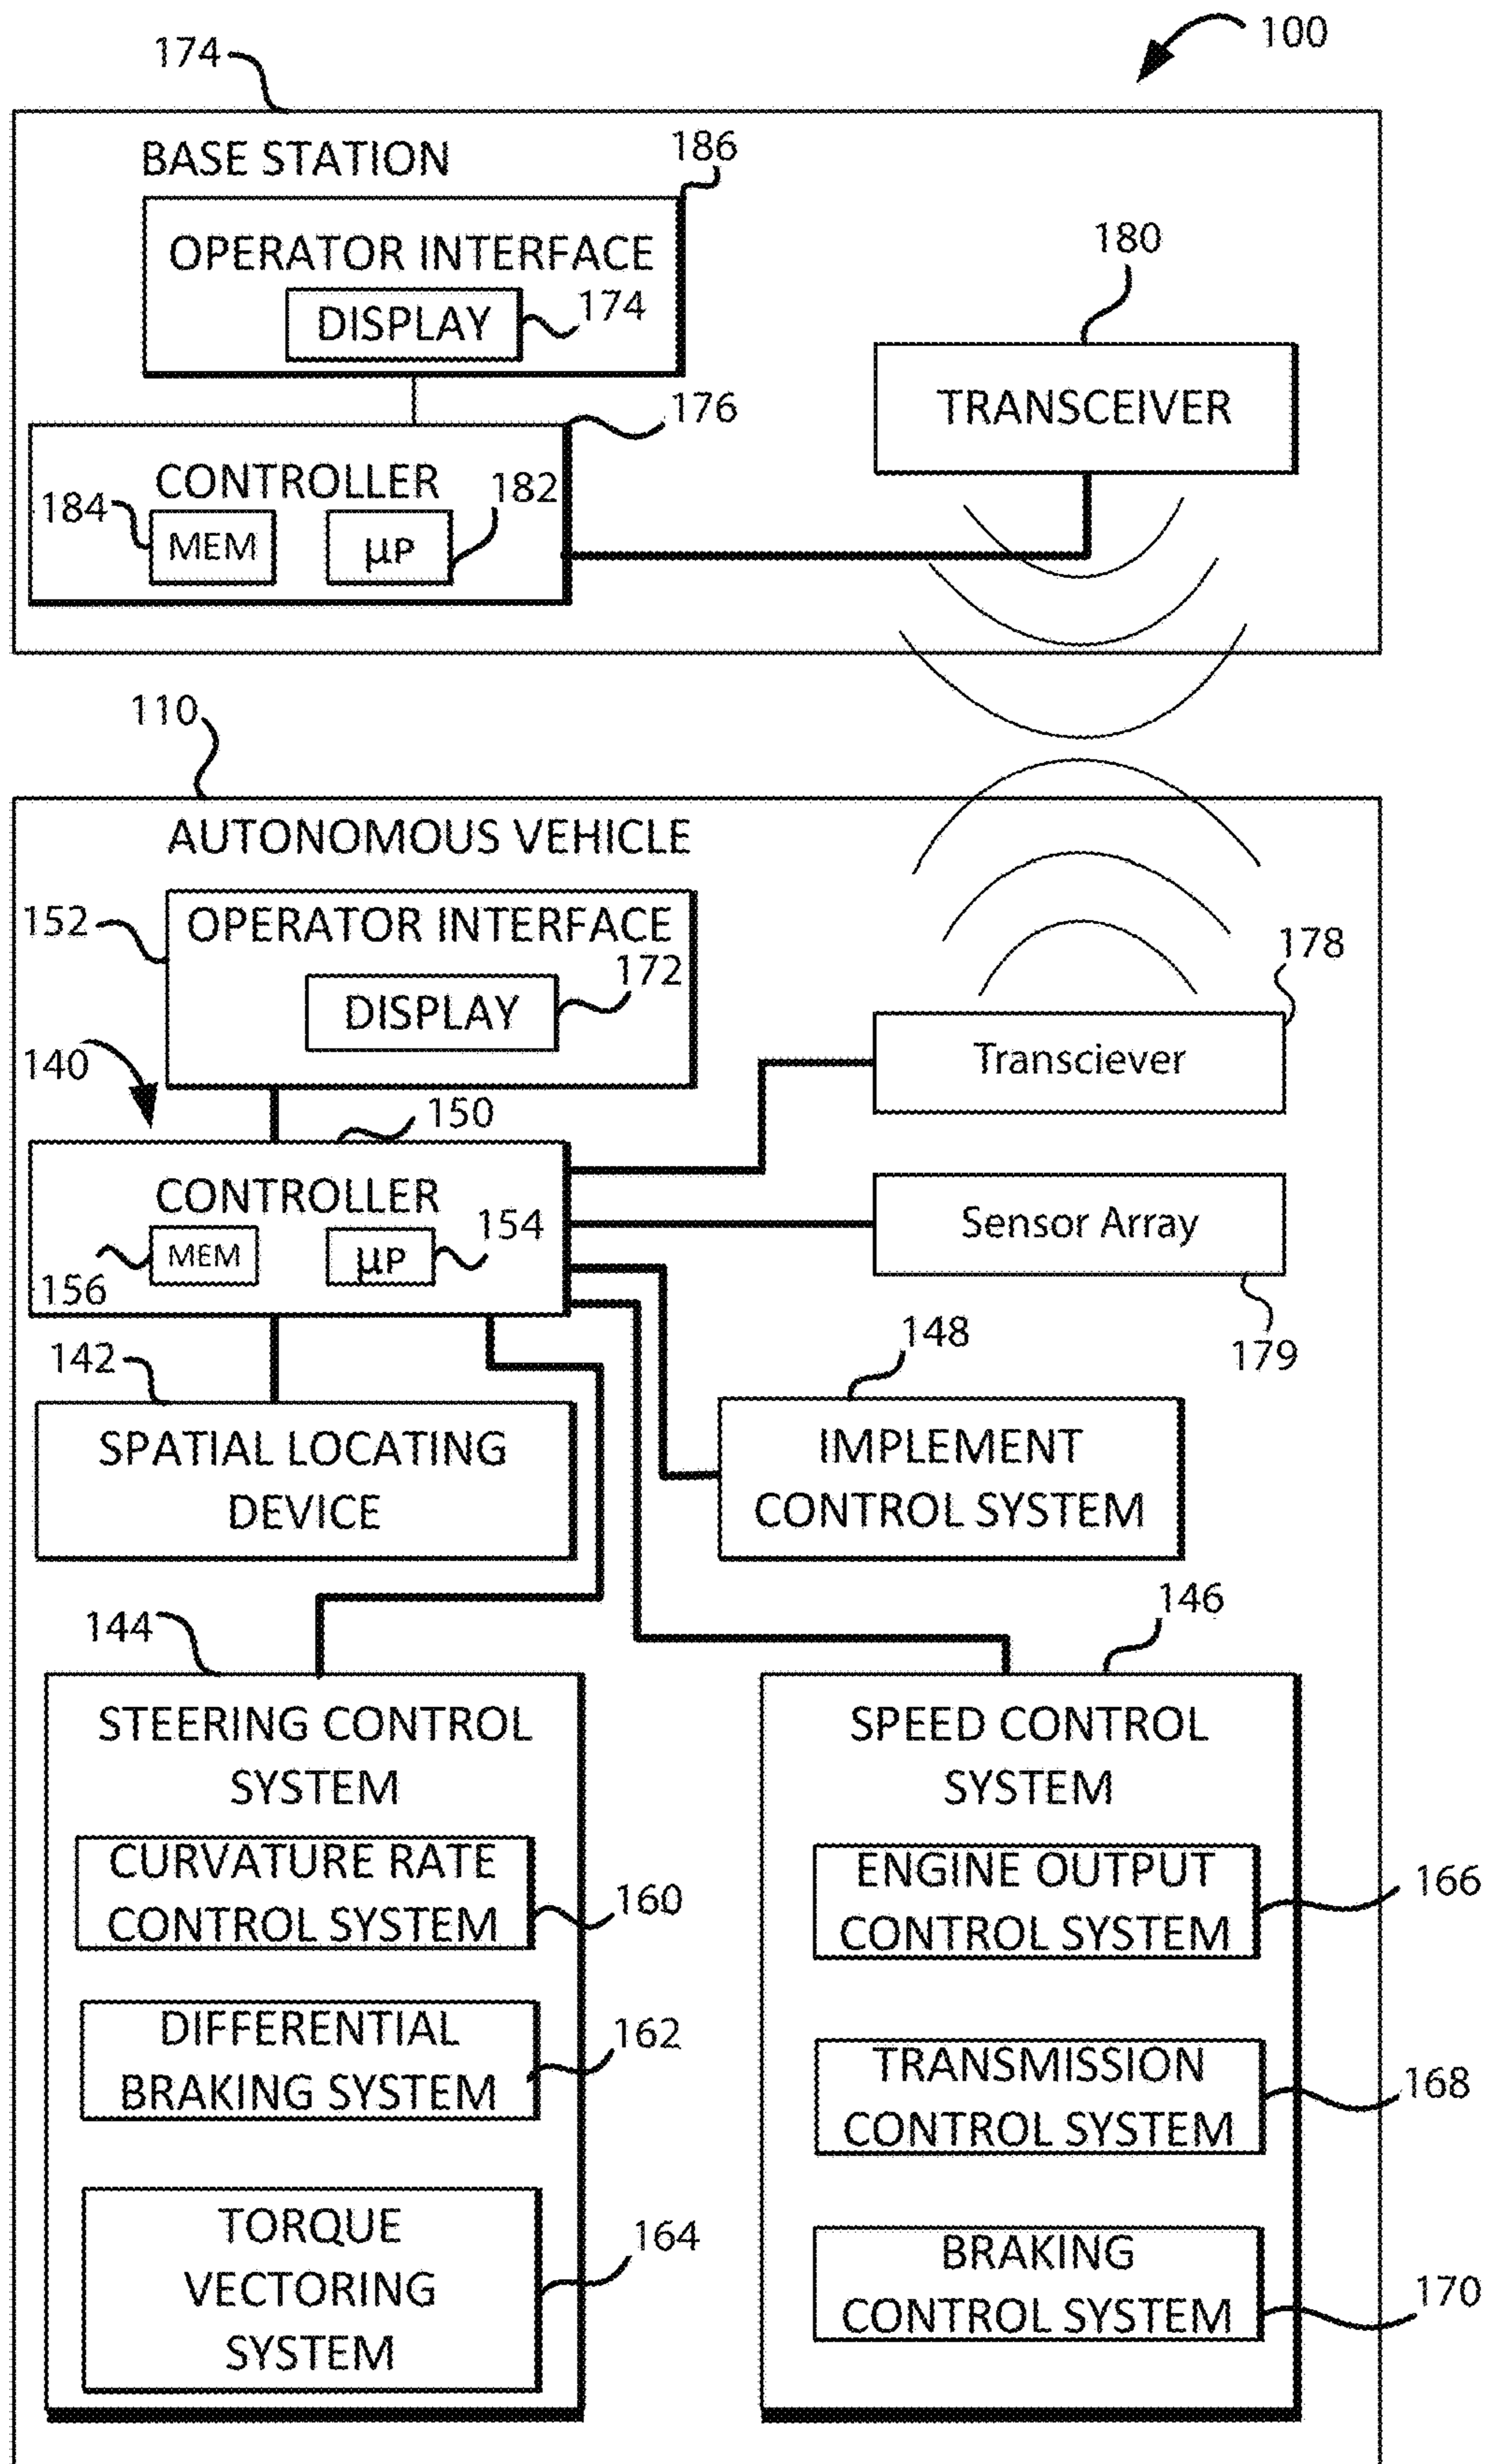 100
174
BASE STATION
186
OPERATOR INTERFACE
DISPLAY
174
180
TRANSCEIVER
176
CONTROLLER
184
MEM
µP
182
110
AUTONOMOUS VEHICLE
152
OPERATOR INTERFACE
172
DISPLAY
178
Transciever
140
150
CONTROLLER
154
MEM
µP
156
Sensor Array
179
142
SPATIAL LOCATING
DEVICE
148
IMPLEMENT
CONTROL SYSTEM
144
STEERING CONTROL
SYSTEM
CURVATURE RATE
CONTROL SYSTEM
160
DIFFERENTIAL
BRAKING SYSTEM
162
TORQUE
VECTORING
SYSTEM
164
146
SPEED CONTROL
SYSTEM
ENGINE OUTPUT
CONTROL SYSTEM
166
TRANSMISSION
CONTROL SYSTEM
168
BRAKING
CONTROL SYSTEM
170